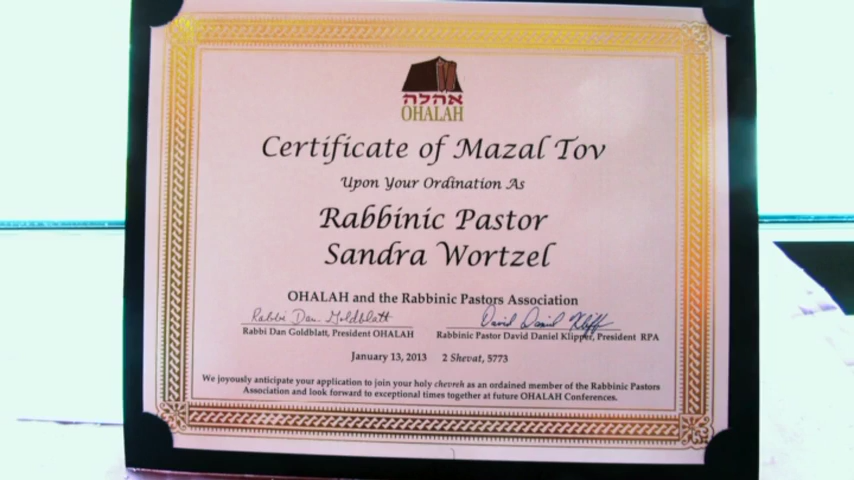 אהלה
OHALAH
Certificate of Mazal Tov
Upon Your Ordination As
Rabbinic Pastor
Sandra Wortzel
OHALAH and the Rabbinic Pastors Association
Rabbi Dan Goldblatt David Daniel Klipper
Rabbi Dan Goldblatt, President OHALAH Rabbinic Pastor David Daniel Klipper, President RPA
January 13, 2013 2 Shevat, 5773
We joyously anticipate your application to join your holy chevreh as an ordained member of the Rabbinic Pastors
Association and look forward to exceptional times together at future OHALAH Conferences.